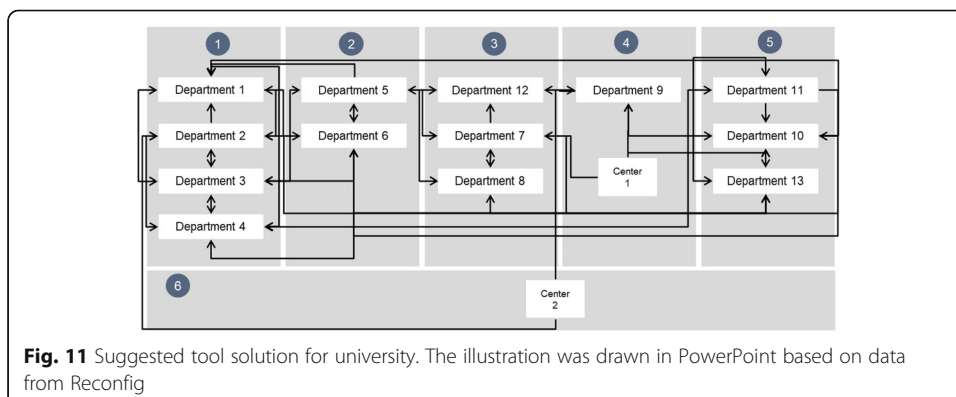 1
2
3
4
5
Department 1
Department 5
Department 12
Department 9
Department 11
Department 2
Department 6
Department 7
Department 10
Department 3
Department 8
Center
1
Department 13
Department 4
6
Center
2
Fig. 11 Suggested tool solution for university. The illustration was drawn in PowerPoint based on data
from Reconfig